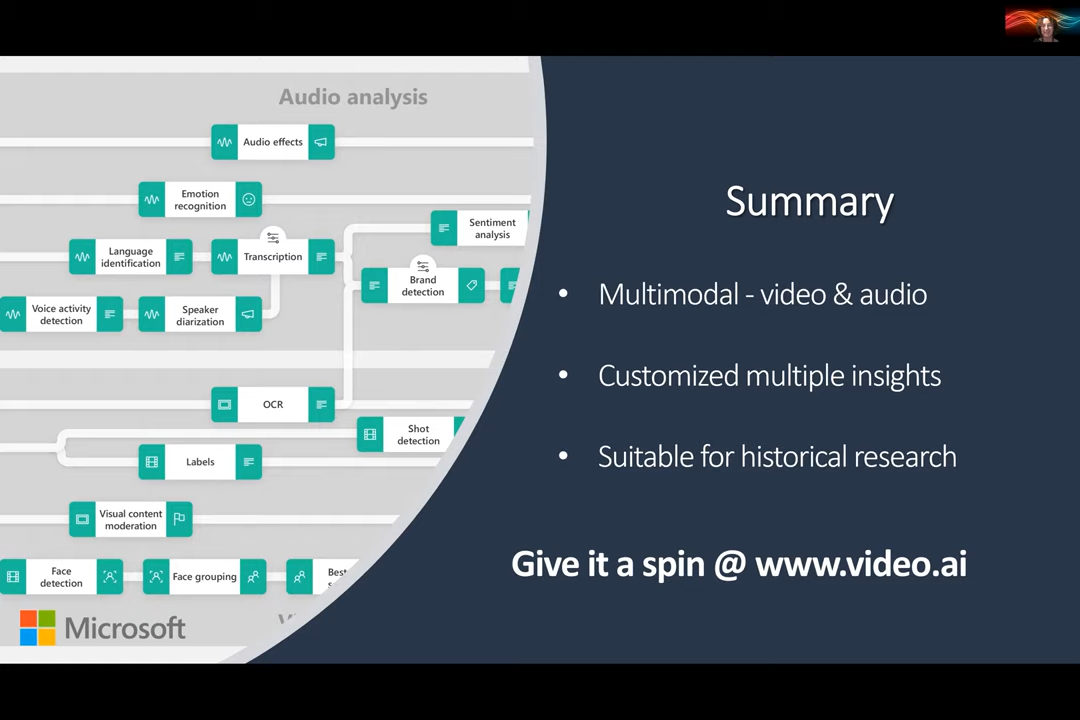 Audio analysis
Audio effects
Emotion
recognition
Sentiment
analysis
Language
identification
Transcription
Brand
detection
Voice activity
detection
Speaker
diarization
OCR
Shot
detection
Labels
Visual content
moderation
Face
detection
Face grouping
Microsoft
Summary
• Multimodal - video & audio
• Customized multiple insights
• Suitable for historical research
Give it a spin @ www.video.ai